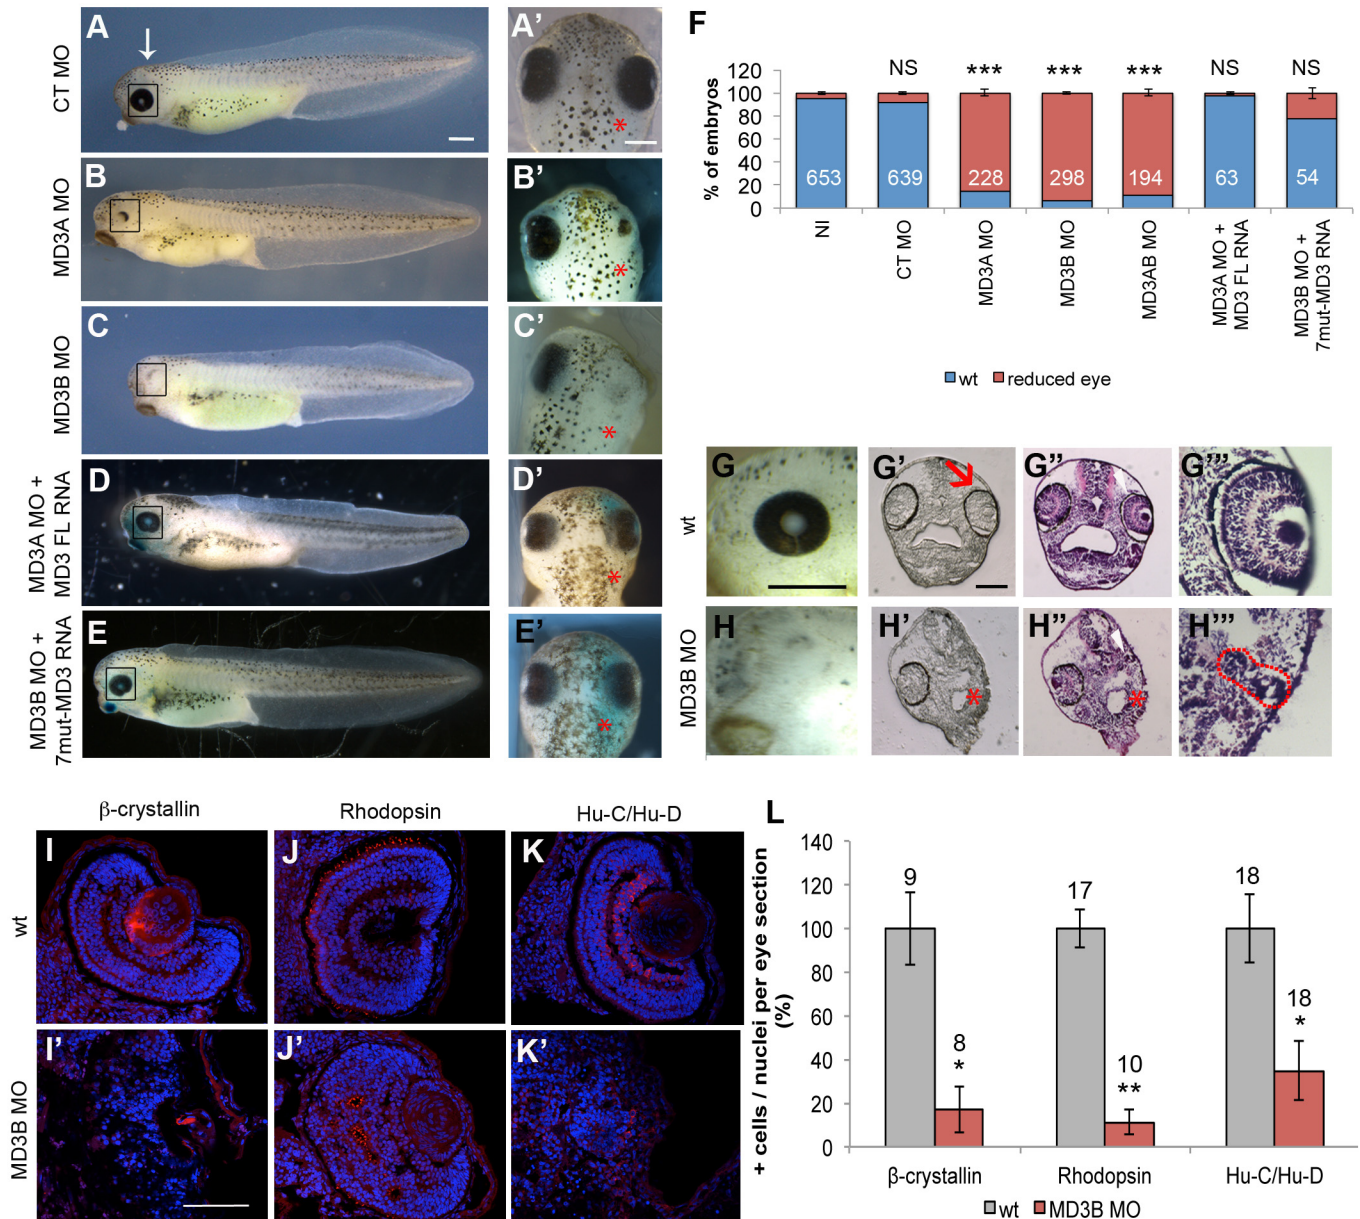 A
CT MO
A'
*
B
MD3A MO
B'
*
C
MD3B MO
C'
*
D
MD3A MO +
MD3 FL RNA
D'
*
E
MD3B MO +
7mut-MD3 RNA
E'
*
F
NS *** *** *** NS NS
% of embryos
120
100
80
60
40
20
0
653 639 228 298 194 63 54
NI
CT MO
MD3A MO
MD3B MO
MD3AB MO
MD3A MO +
MD3 FL RNA
MD3B MO +
7mut-MD3 RNA
wt reduced eye
wt
G G' G'' G'''
MD3B MO
H H' H'' H'''
* *
β-crystallin Rhodopsin Hu-C/Hu-D
wt
I J K
MD3B MO
I' J' K'
L
+ cells / nuclei per eye section
(%)
140
120
100
80
60
40
20
0
9 17 18
8 10 18
* ** *
β-crystallin Rhodopsin Hu-C/Hu-D
wt MD3B MO